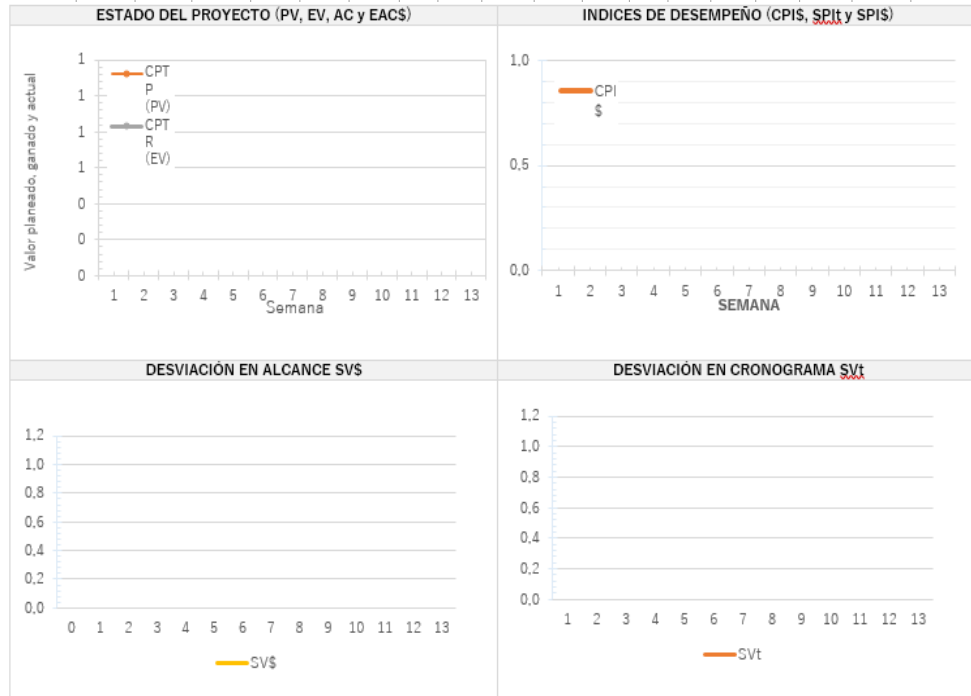 ESTADO DEL PROYECTO (PV, EV, AC y EAC$)
Valor planeado, ganado y actual
1
1
1
1
0
0
0
CPT
P
(PV)
CPT
R
(EV)
1 2 3 4 5 6 7 8 9 10 11 12 13
Semana
INDICES DE DESEMPEÑO (CPI$, SPIt y SPI$)
1,0
0,5
0,0
CPI
$
1 2 3 4 5 6 7 8 9 10 11 12 13
SEMANA
DESVIACIÓN EN ALCANCE SV$
1,2
1,0
0,8
0,6
0,4
0,2
0,0
0 1 2 3 4 5 6 7 8 9 10 11 12 13
SV$
DESVIACIÓN EN CRONOGRAMA SVt
1,2
1,0
0,8
0,6
0,4
0,2
0,0
1 2 3 4 5 6 7 8 9 10 11 12 13
SVt